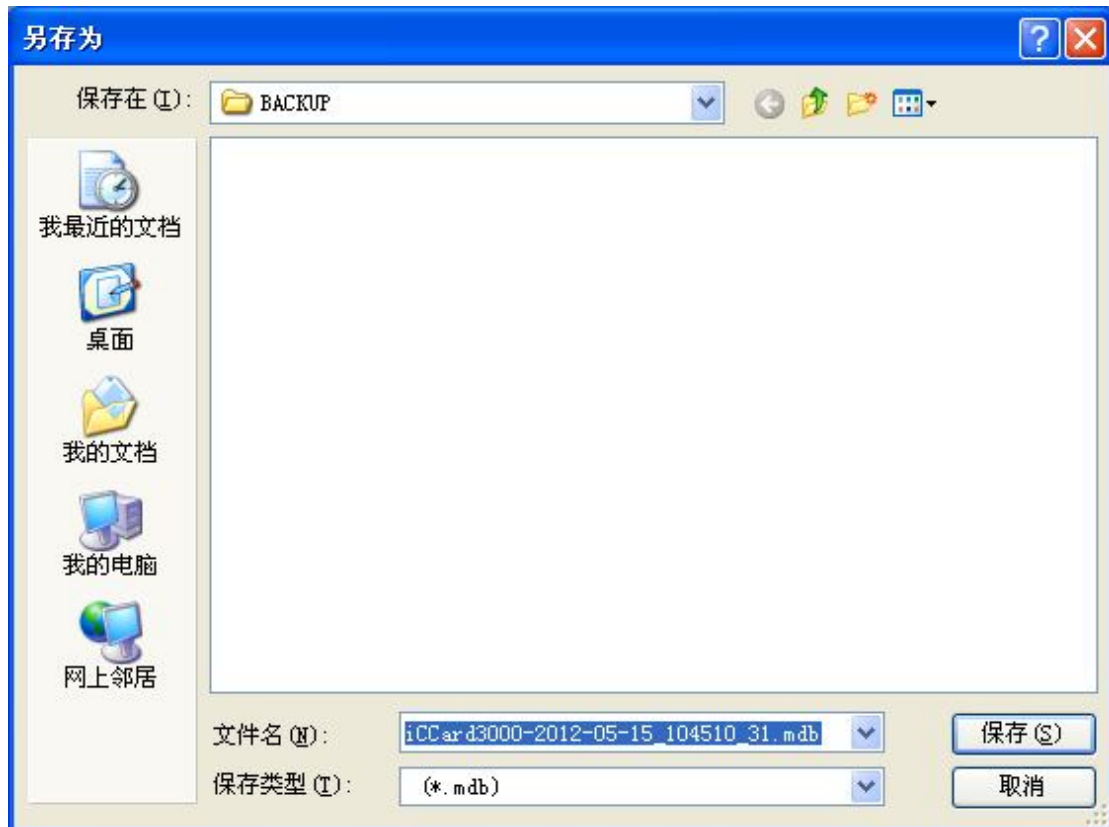 另存为
保存在(I):
BACKUP
我最近的文档
桌面
我的文档
我的电脑
网上邻居
文件名(N):
iCCard3000-2012-05-15_104510_31.mdb
保存(S)
保存类型(T):
(*.mdb)
取消